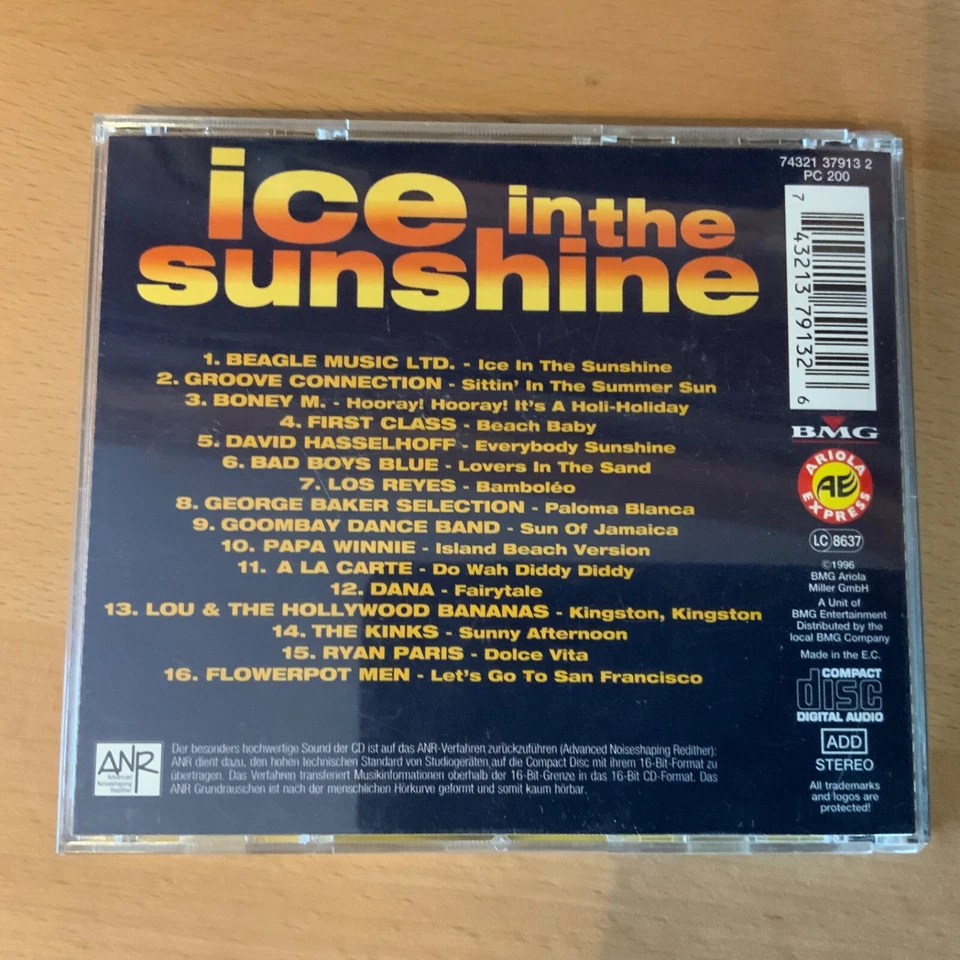 ice in the
sunshine
1. BEAGLE MUSIC LTD. - Ice In The Sunshine
2. GROOVE CONNECTION - Sittin' In The Summer Sun
3. BONEY M. - Hooray! Hooray! It's A Holi-Holiday
4. FIRST CLASS - Beach Baby
5. DAVID HASSELHOFF - Everybody Sunshine
6. BAD BOYS BLUE - Lovers In The Sand
7. LOS REYES - Bamboléo
8. GEORGE BAKER SELECTION - Paloma Blanca
9. GOOMBAY DANCE BAND - Sun Of Jamaica
10. PAPA WINNIE - Island Beach Version
11. A LA CARTE - Do Wah Diddy Diddy
12. DANA - Fairytale
13. LOU & THE HOLLYWOOD BANANAS - Kingston, Kingston
14. THE KINKS - Sunny Afternoon
15. RYAN PARIS - Dolce Vita
16. FLOWERPOT MEN - Let's Go To San Francisco
74321 37913 2
PC 200
7 43213 79132 6
BMG
ARIOLA
AE
EXPRESS
LC 8637
©1996
BMG Ariola
Miller GmbH
A Unit of
BMG Entertainment
Distributed by the
local BMG Company
Made in the E.C.
COMPACT
disc
DIGITAL AUDIO
ADD
STEREO
All trademarks
and logos are
protected!
ANR
Advanced
Noiseshaping
Redither
Der besonders hochwertige Sound der CD ist auf das ANR-Verfahren zurückzuführen (Advanced Noiseshaping Redither):
ANR dient dazu, den hohen technischen Standard von Studiogeräten auf die Compact Disc mit ihrem 16-Bit-Format zu
übertragen. Das Verfahren transferiert Musikinformationen oberhalb der 16-Bit-Grenze in das 16-Bit CD-Format. Das
ANR Grundrauschen ist nach der menschlichen Hörkurve geformt und somit kaum hörbar.